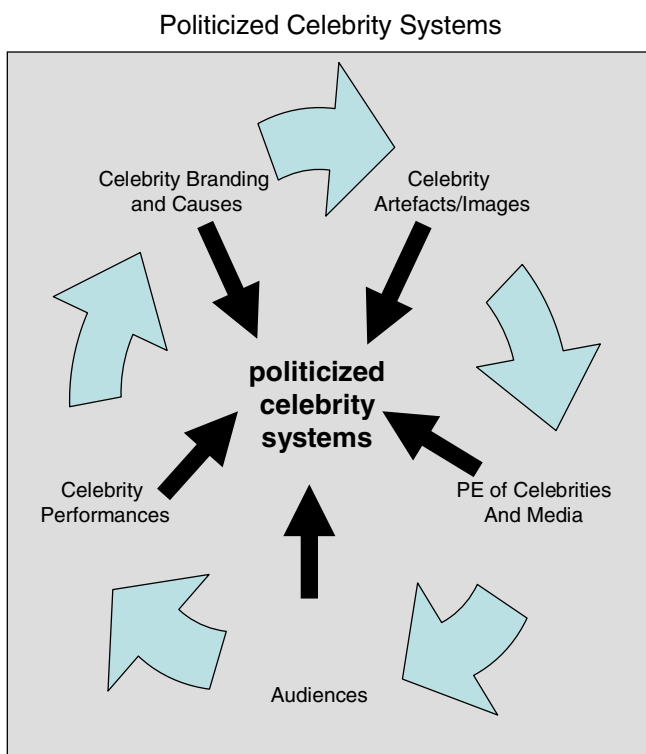 Politicized Celebrity Systems
Celebrity Branding
and Causes
Celebrity
Artefacts/Images
politicized
celebrity
systems
Celebrity
Performances
PE of Celebrities
And Media
Audiences